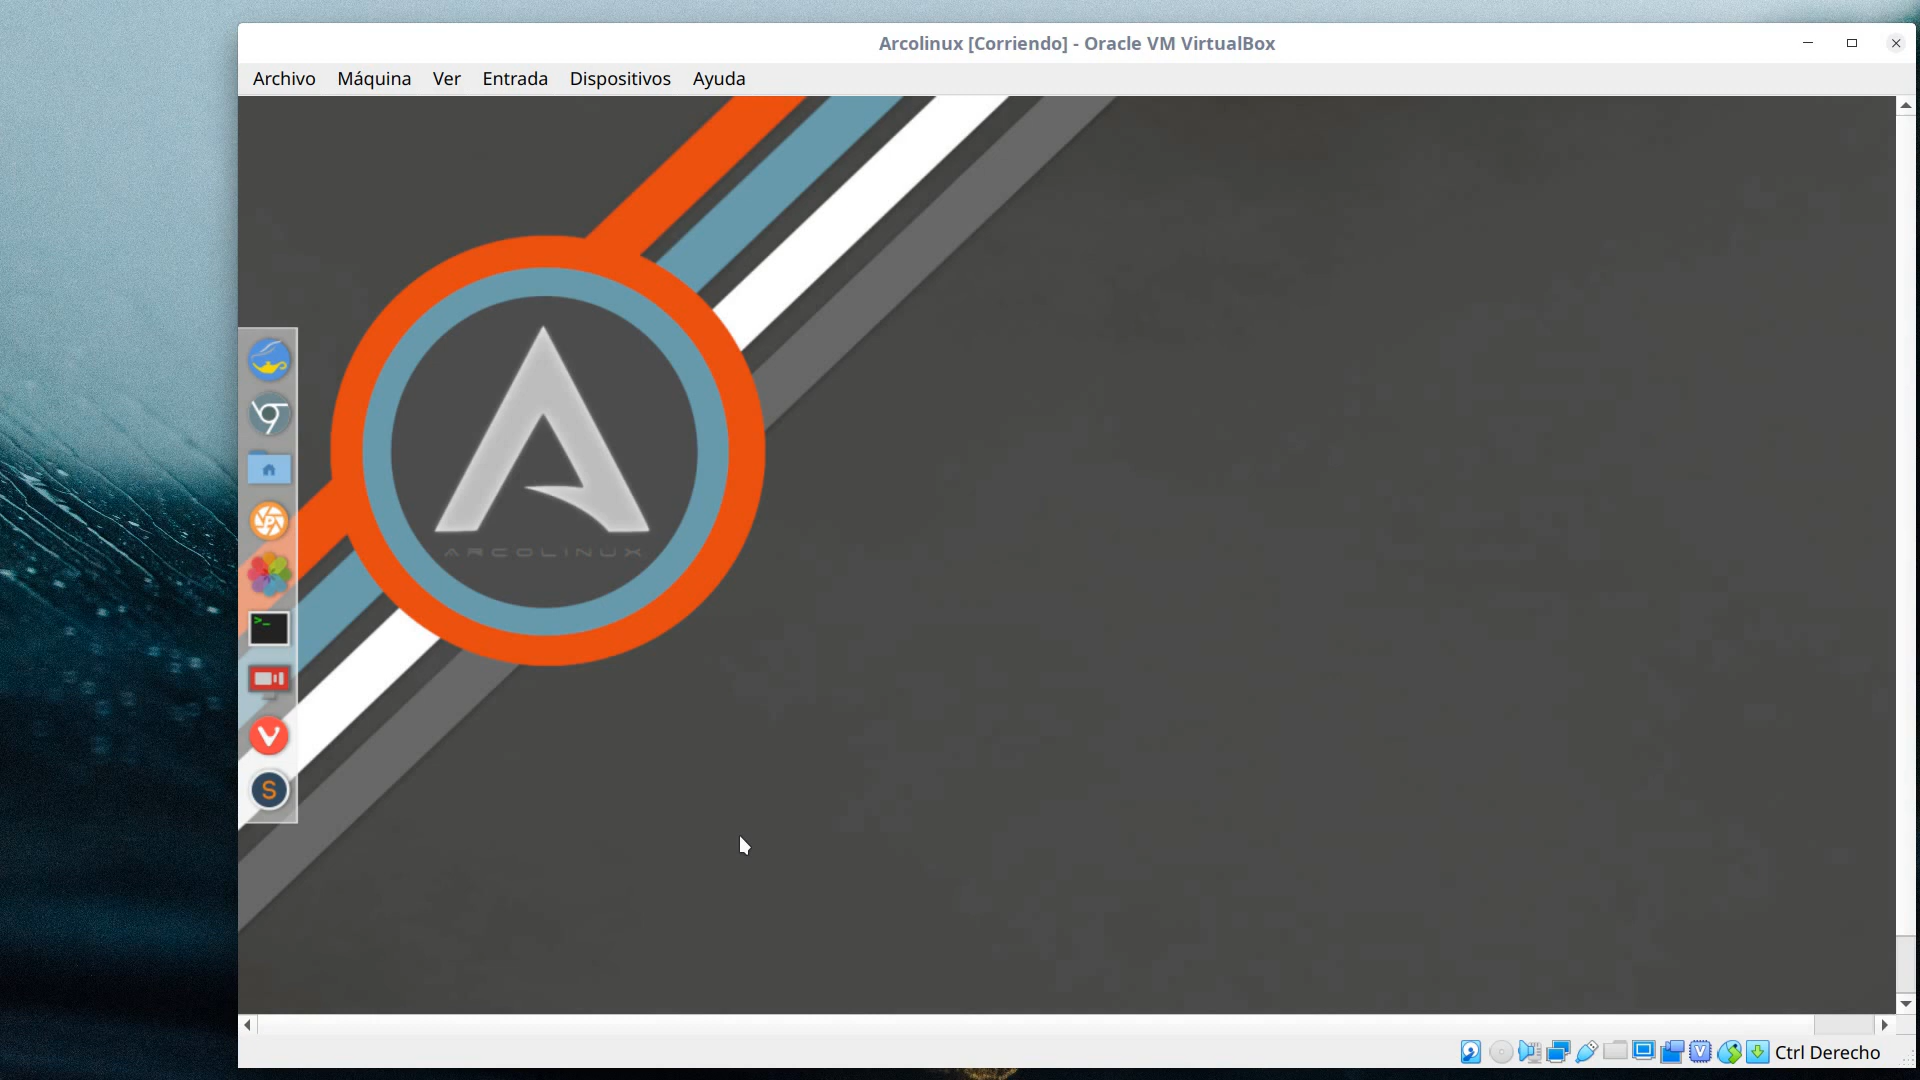 Arcolinux [Corriendo] - Oracle VM VirtualBox
Archivo Máquina Ver Entrada Dispositivos Ayuda
ARCOLINUX
>_
S
Ctrl Derecho